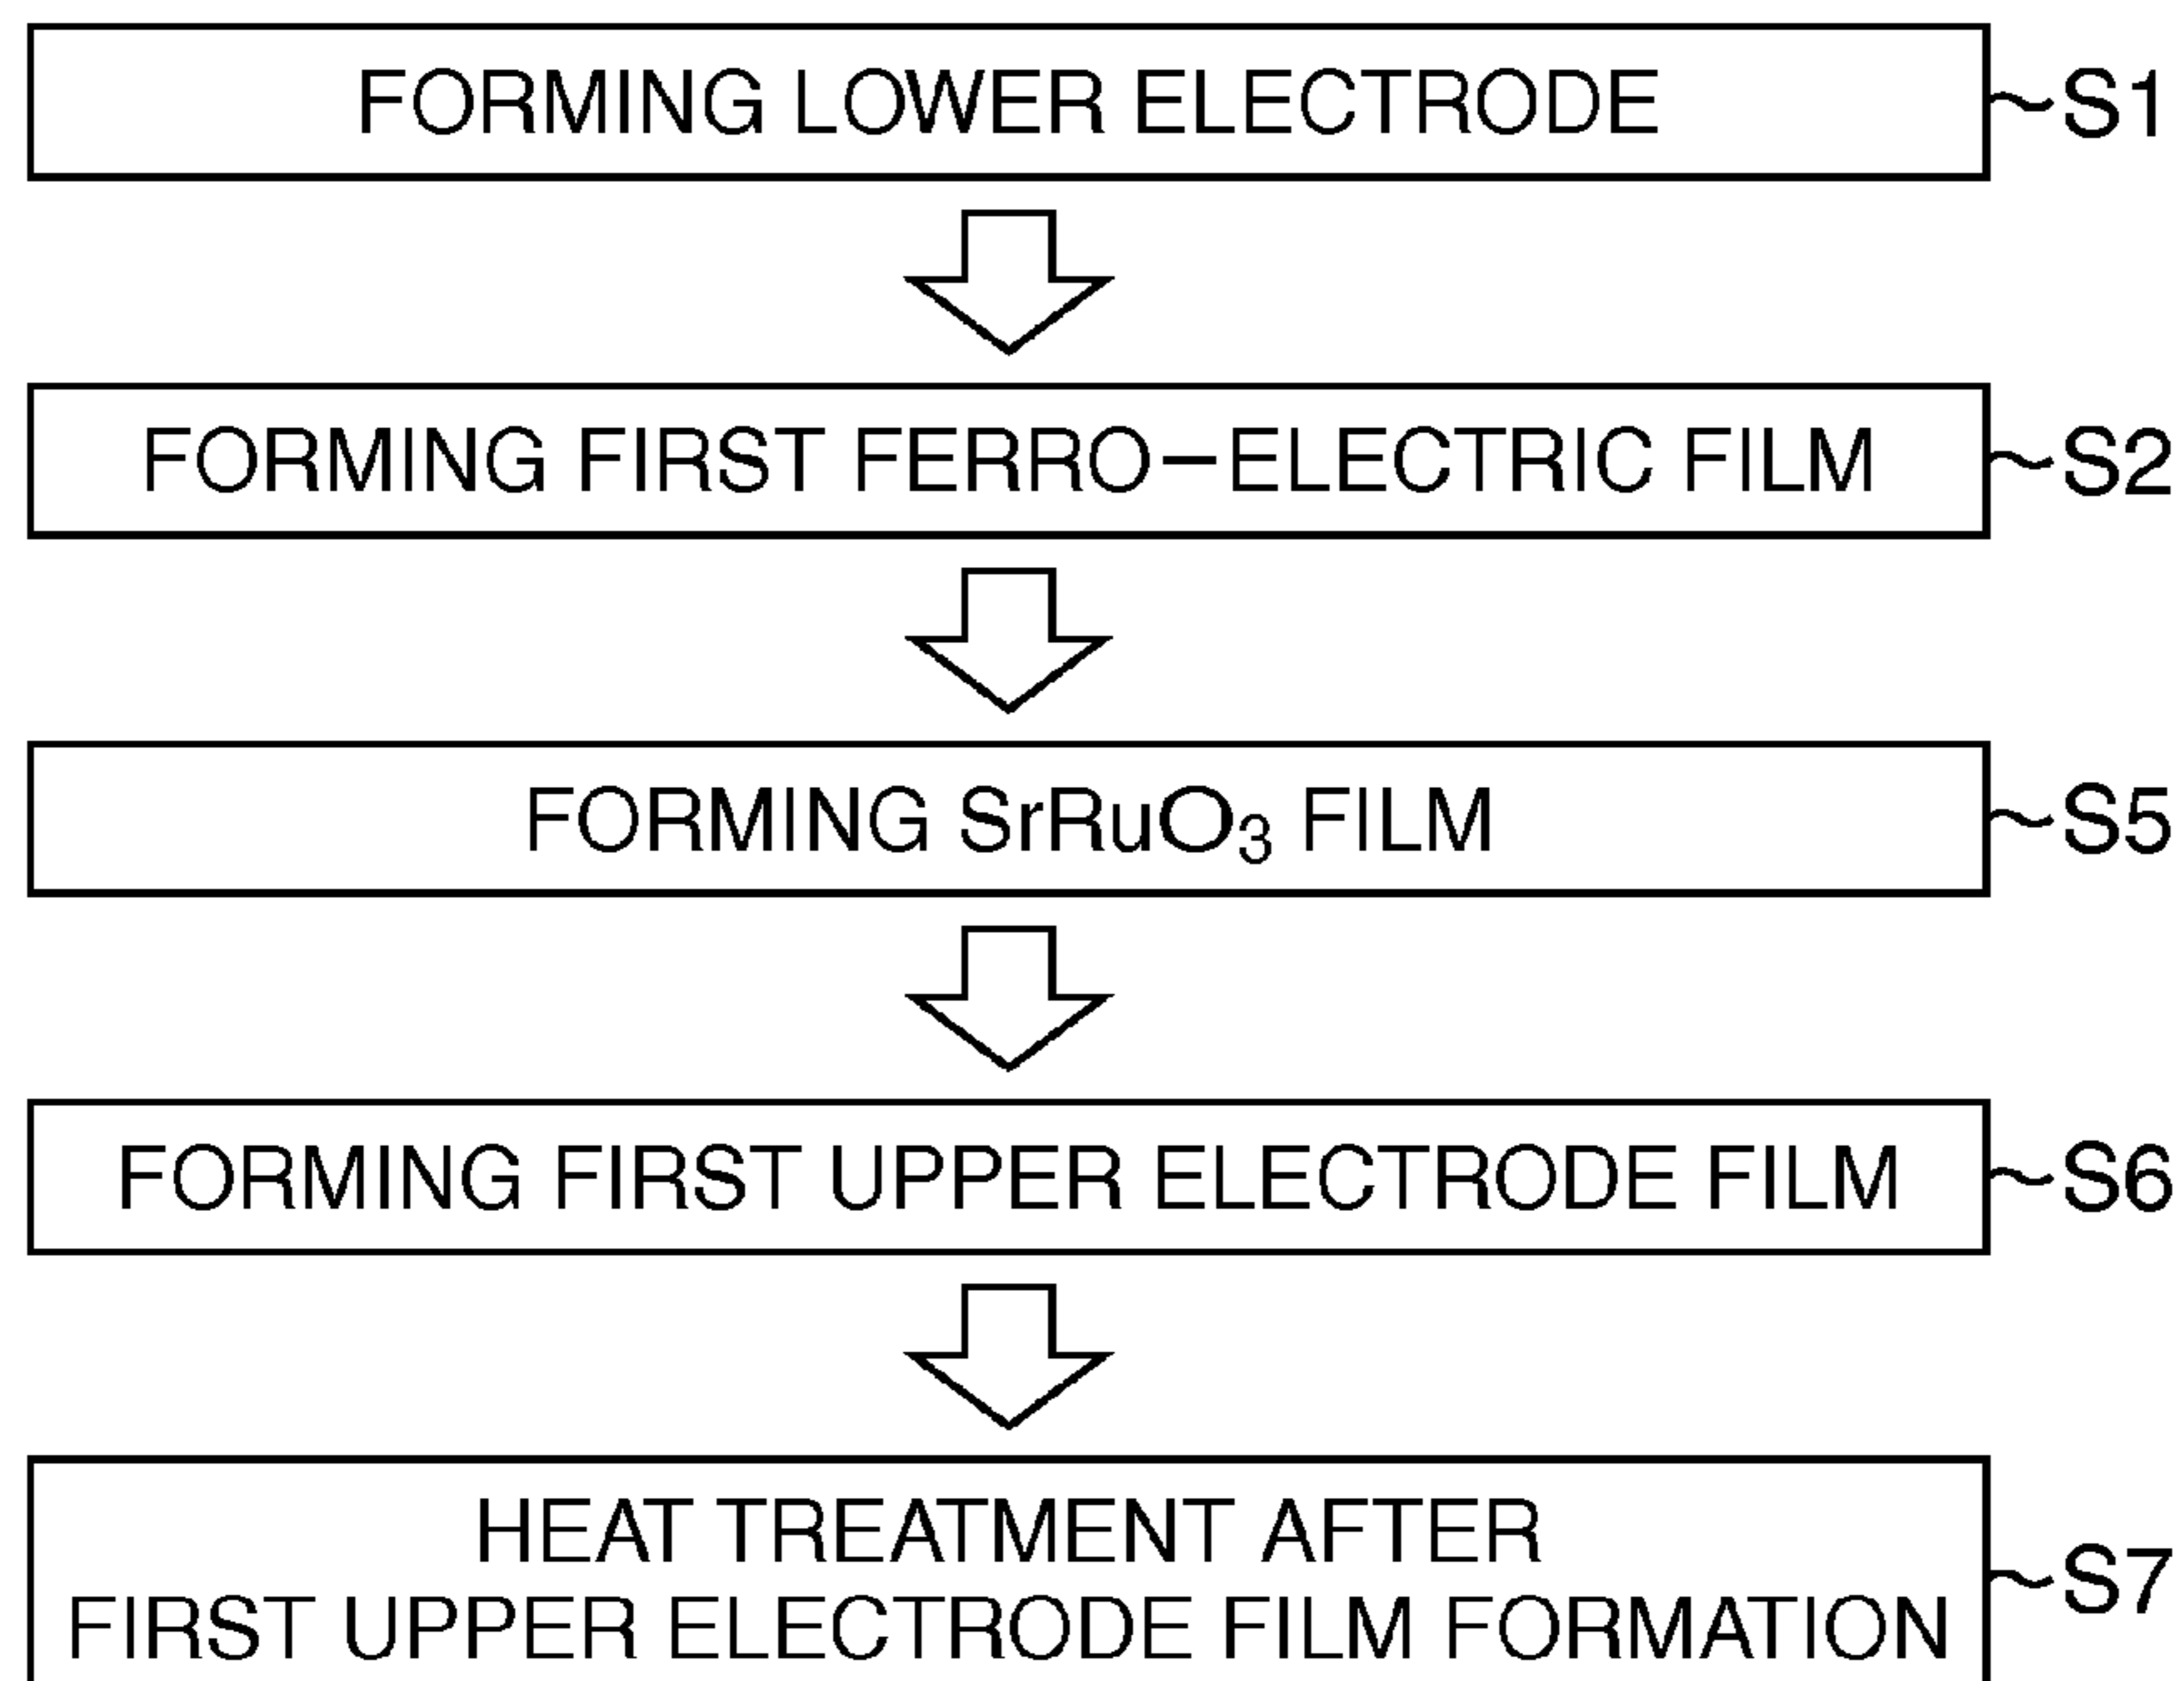 FORMING LOWER ELECTRODE S1
FORMING FIRST FERRO-ELECTRIC FILM S2
FORMING SrRuO₃ FILM S5
FORMING FIRST UPPER ELECTRODE FILM S6
HEAT TREATMENT AFTER
FIRST UPPER ELECTRODE FILM FORMATION S7